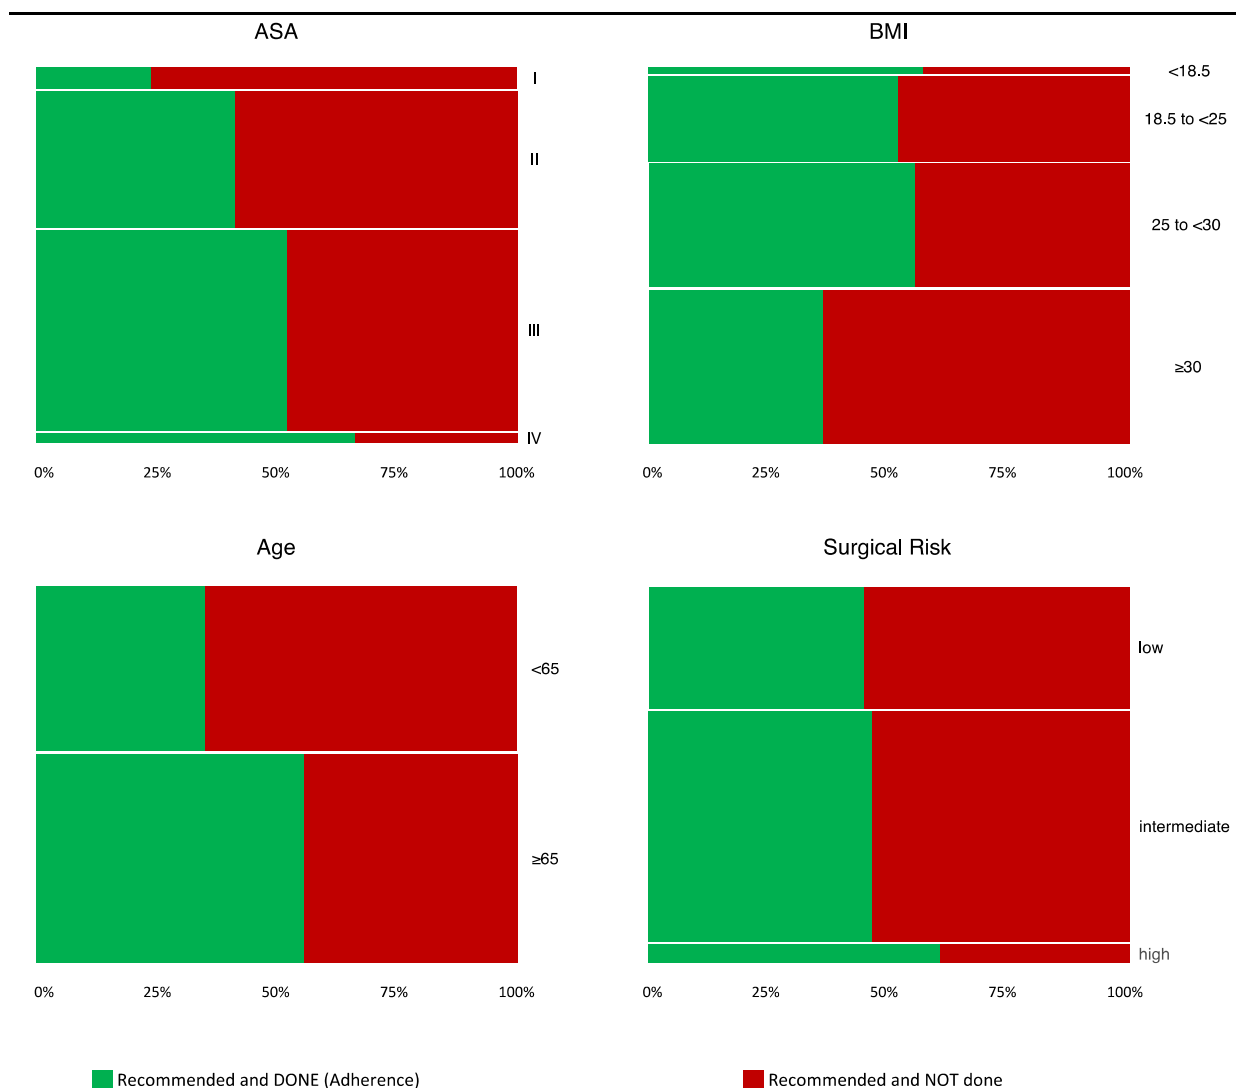 ASA
I
II
III
IV
0% 25% 50% 75% 100%
BMI
<18.5
18.5 to <25
25 to <30
≥30
0% 25% 50% 75% 100%
Age
<65
≥65
0% 25% 50% 75% 100%
Surgical Risk
low
intermediate
high
0% 25% 50% 75% 100%
Recommended and DONE (Adherence)
Recommended and NOT done